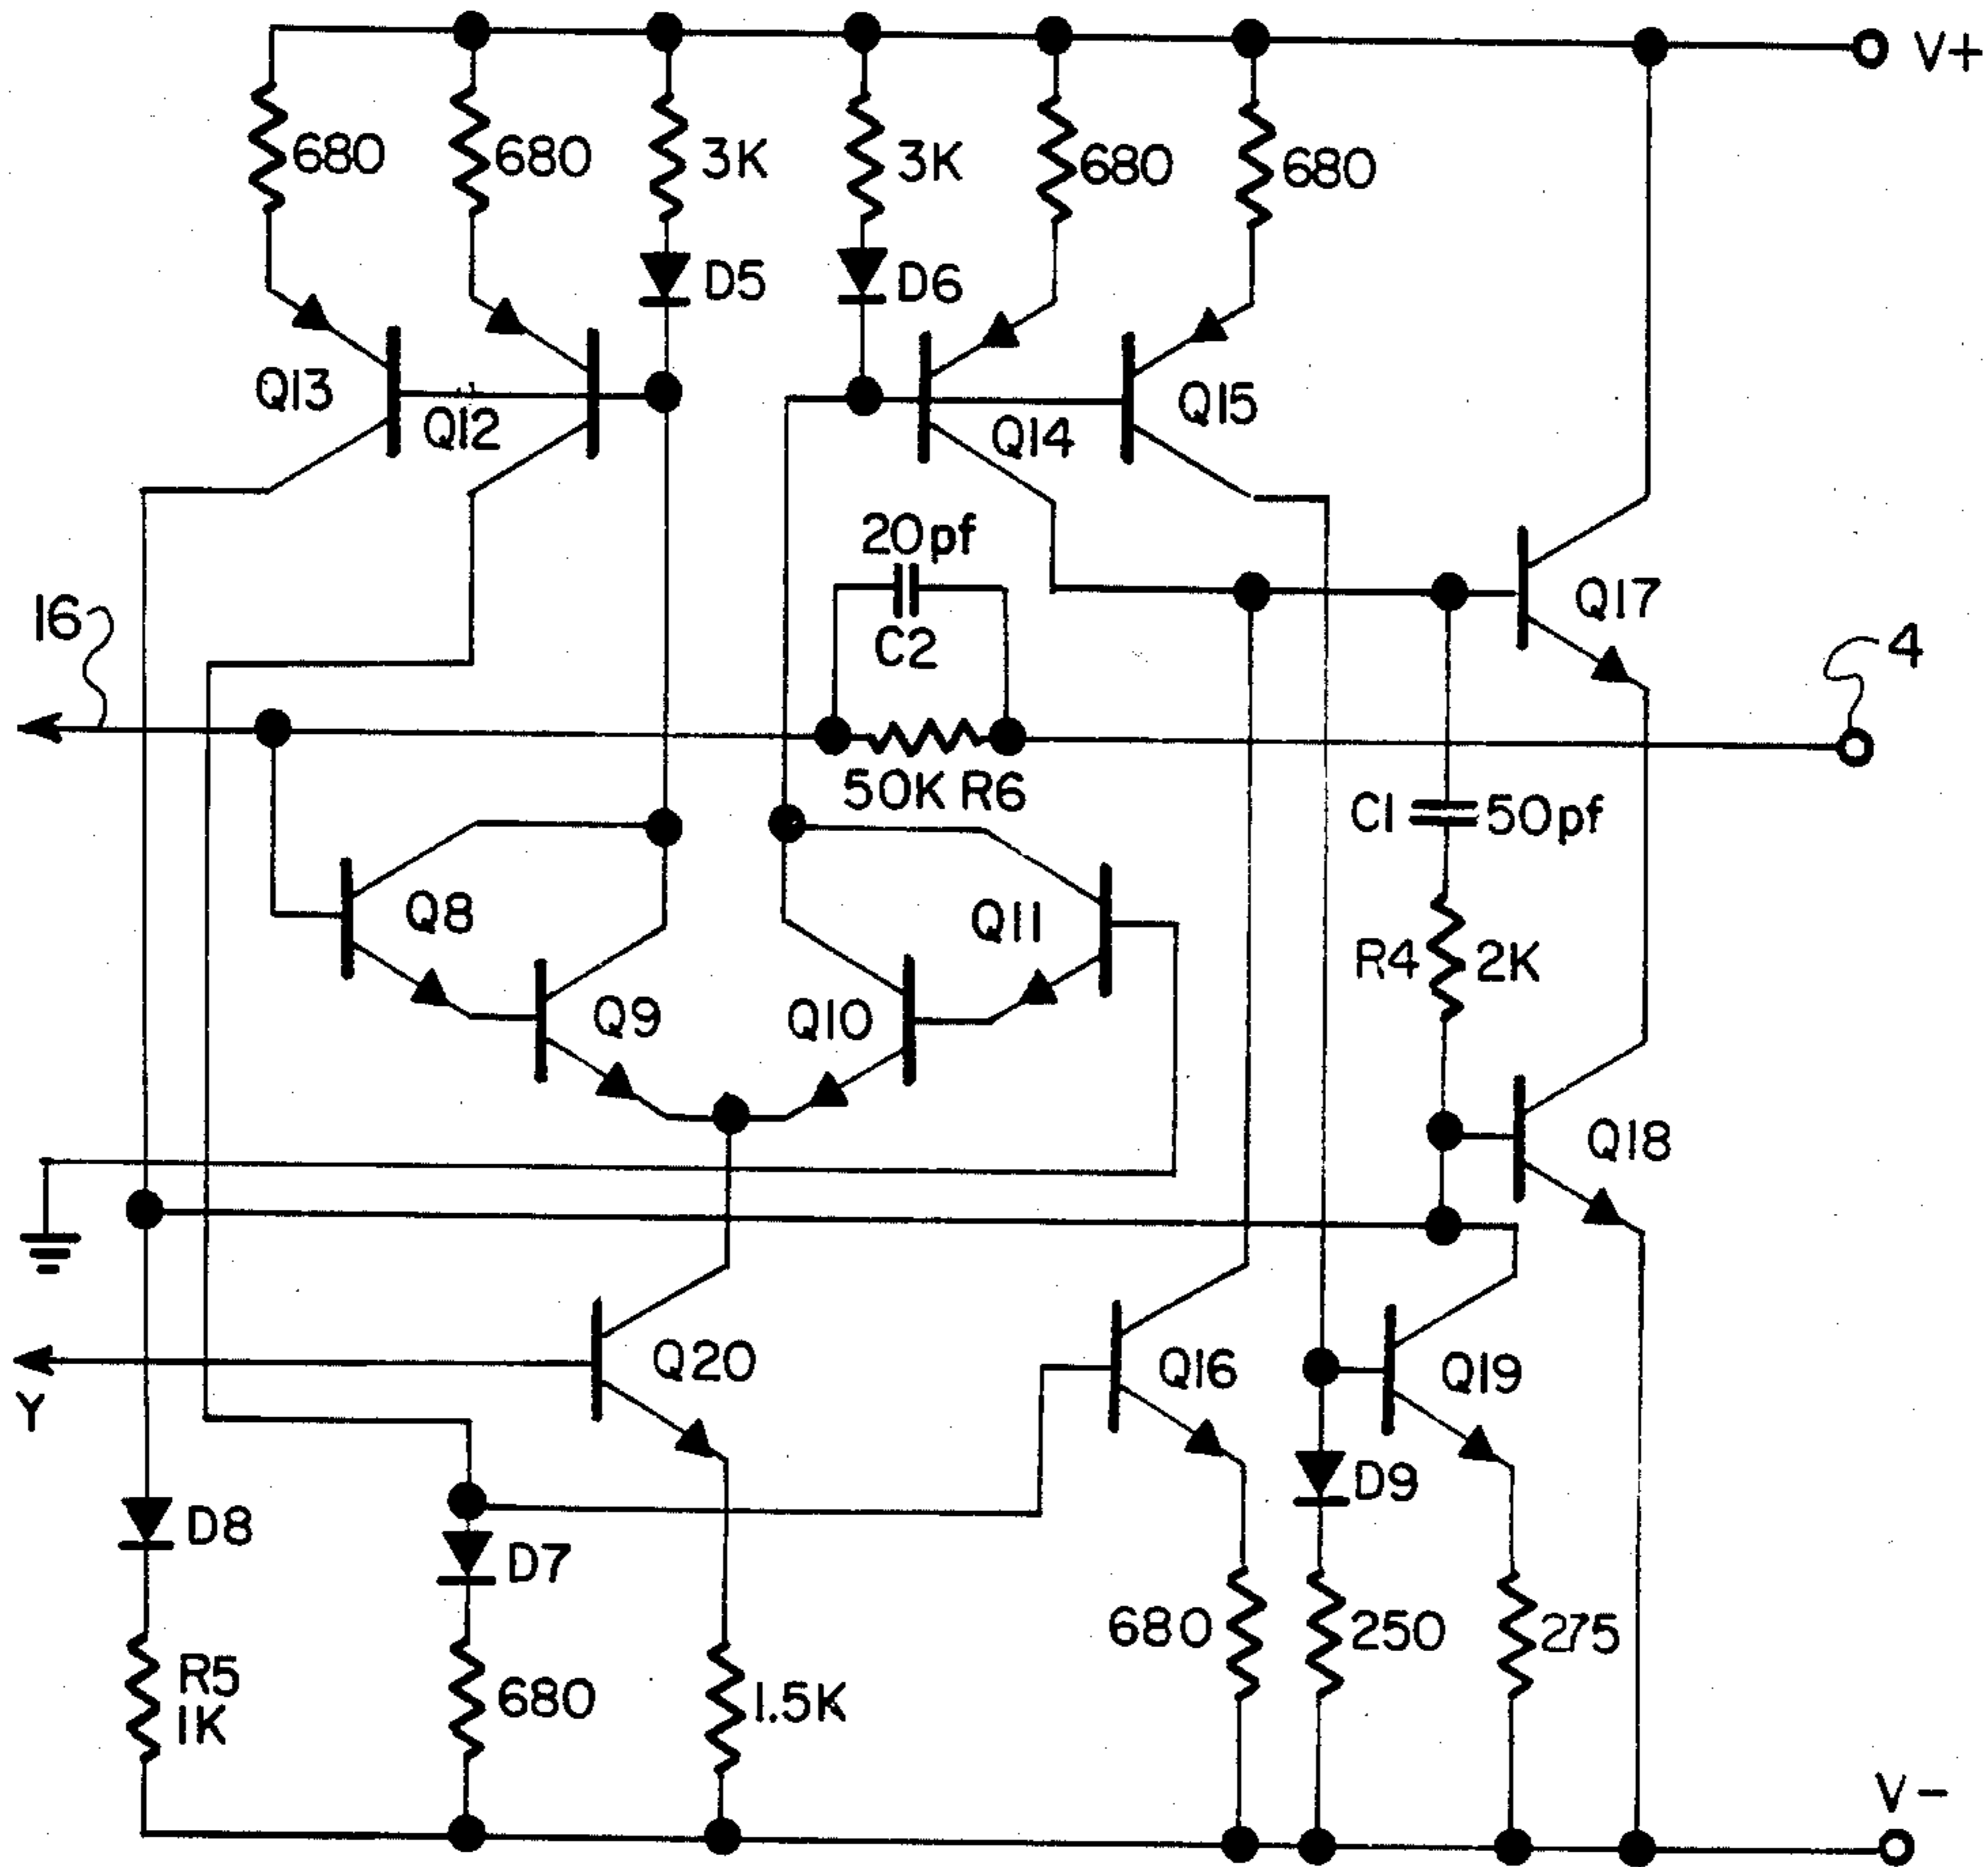 V+
680
680
3K
3K
680
680
D5
D6
Q13
Q12
Q14
Q15
20pf
C2
16
Q17
4
50K R6
C1
50pf
Q8
Q11
R4
2K
Q9
Q10
Q18
Q20
Q16
Q19
Y
D9
D8
D7
680
250
275
R5
1K
680
1.5K
V-